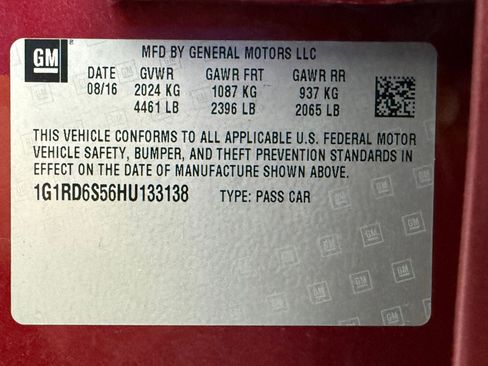 GM
MFD BY GENERAL MOTORS LLC
DATE GVWR GAWR FRT GAWR RR
08/16 2024 KG 1087 KG 937 KG
4461 LB 2396 LB 2065 LB
THIS VEHICLE CONFORMS TO ALL APPLICABLE U.S. FEDERAL MOTOR
VEHICLE SAFETY, BUMPER, AND THEFT PREVENTION STANDARDS IN
EFFECT ON THE DATE OF MANUFACTURE SHOWN ABOVE.
1G1RD6S56HU133138 TYPE: PASS CAR